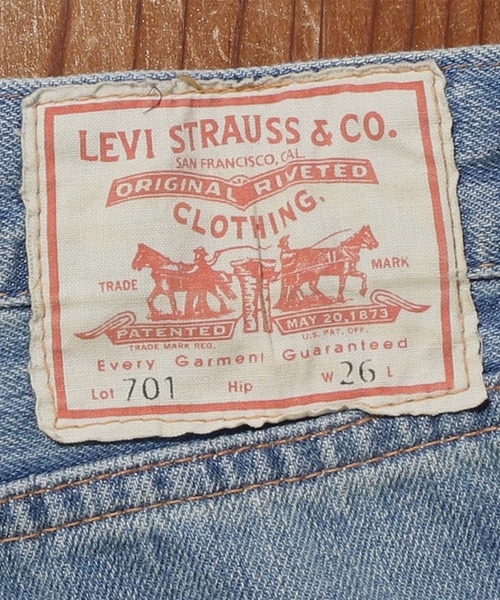 LEVI STRAUSS & CO.
SAN FRANCISCO, CAL.
ORIGINAL RIVETED
CLOTHING.
TRADE MARK
PATENTED MAY 20, 1873
TRADE MARK REG. U.S. PAT. OFF.
Every Garment Guaranteed
Lot 701 Hip W 26 L